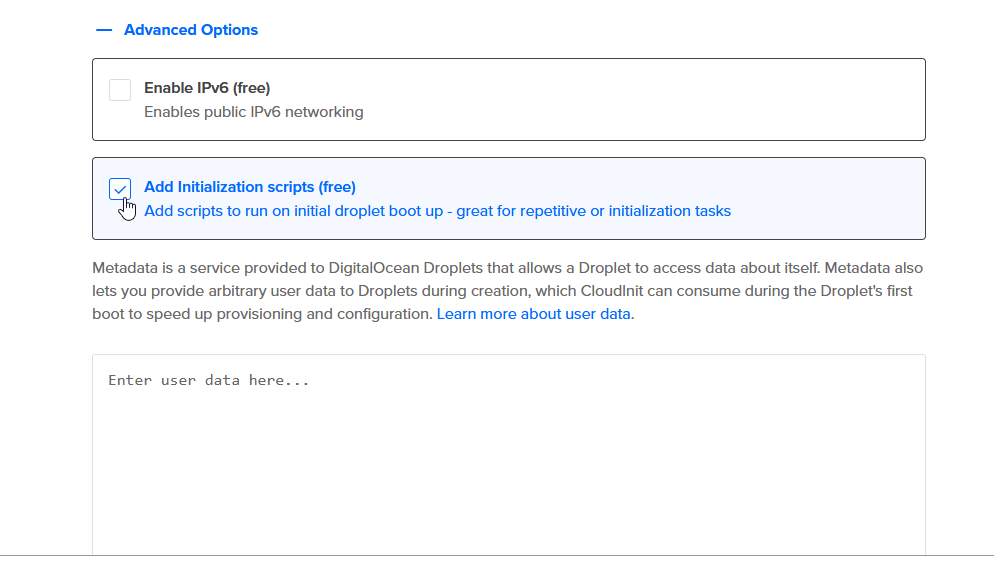 Advanced Options
Enable IPv6 (free)
Enables public IPv6 networking
Add Initialization scripts (free)
Add scripts to run on initial droplet boot up - great for repetitive or initialization tasks
Metadata is a service provided to DigitalOcean Droplets that allows a Droplet to access data about itself. Metadata also
lets you provide arbitrary user data to Droplets during creation, which CloudInit can consume during the Droplet's first
boot to speed up provisioning and configuration. Learn more about user data.
Enter user data here...